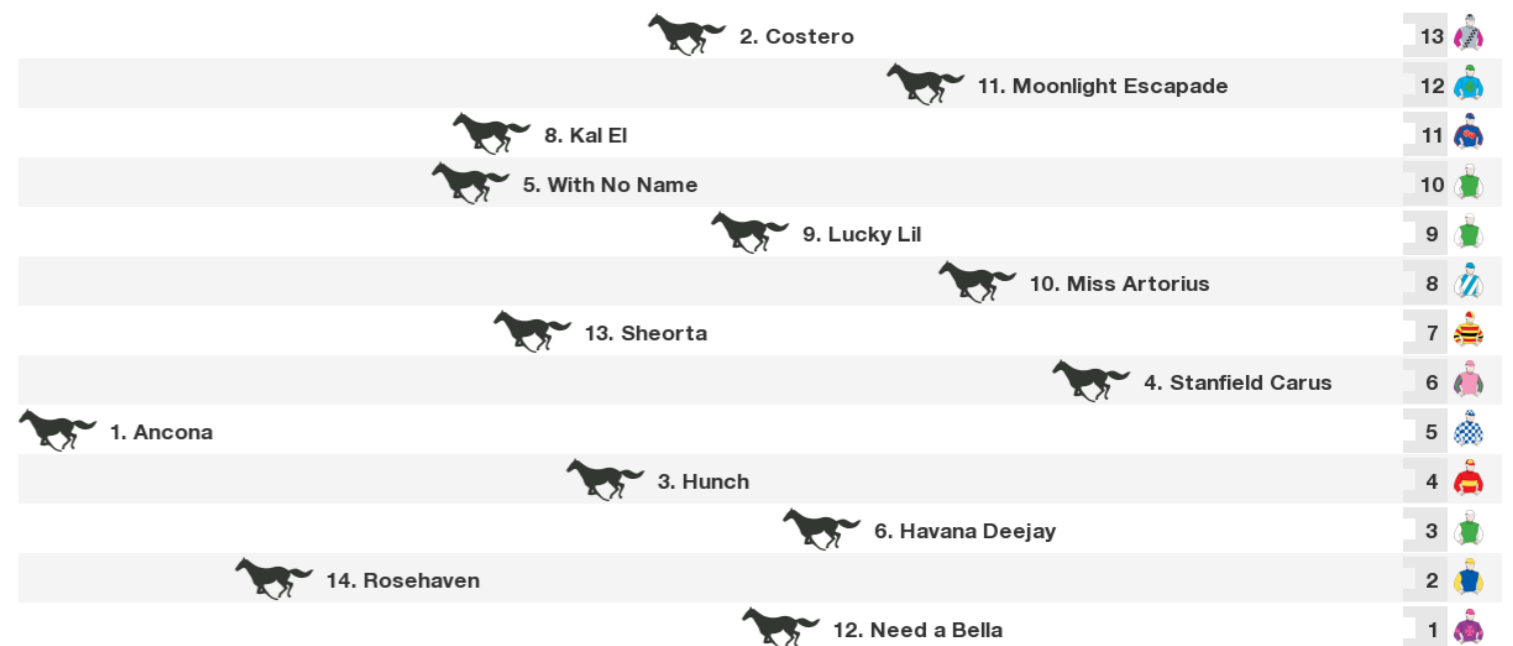 2. Costero 13
11. Moonlight Escapade 12
8. Kal El 11
5. With No Name 10
9. Lucky Lil 9
10. Miss Artorius 8
13. Sheorta 7
4. Stanfield Carus 6
1. Ancona 5
3. Hunch 4
6. Havana Deejay 3
14. Rosehaven 2
12. Need a Bella 1